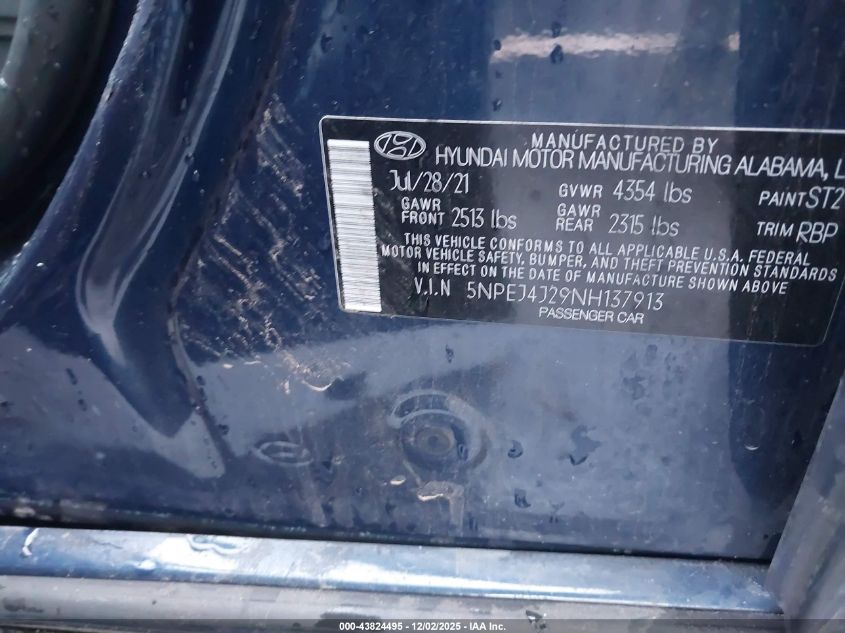 MANUFACTURED BY
HYUNDAI MOTOR MANUFACTURING ALABAMA, L
Jul/28/21 GVWR 4354 lbs PAINT ST2
GAWR FRONT 2513 lbs GAWR REAR 2315 lbs TRIM RBP
THIS VEHICLE CONFORMS TO ALL APPLICABLE U.S.A. FEDERAL
MOTOR VEHICLE SAFETY, BUMPER, AND THEFT PREVENTION STANDARDS
IN EFFECT ON THE DATE OF MANUFACTURE SHOWN ABOVE
V.I.N 5NPEJ4J29NH137913
PASSENGER CAR
000-43824495 - 12/02/2025 - IAA Inc.